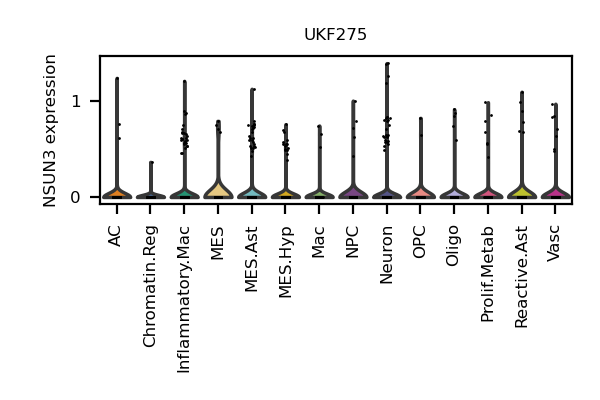 UKF275
NSUN3 expression
1
0
AC
Chromatin.Reg
Inflammatory.Mac
MES
MES.Ast
MES.Hyp
Mac
NPC
Neuron
OPC
Oligo
Prolif.Metab
Reactive.Ast
Vasc